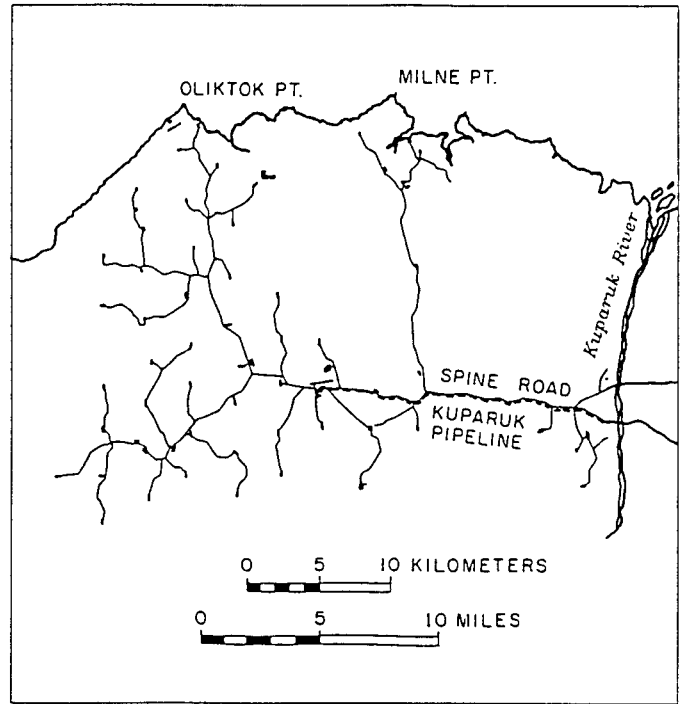 OLIKTOK PT.
MILNE PT.
Kuparuk River
SPINE ROAD
KUPARUK
PIPELINE
0 5 10 KILOMETERS
0 5 10 MILES